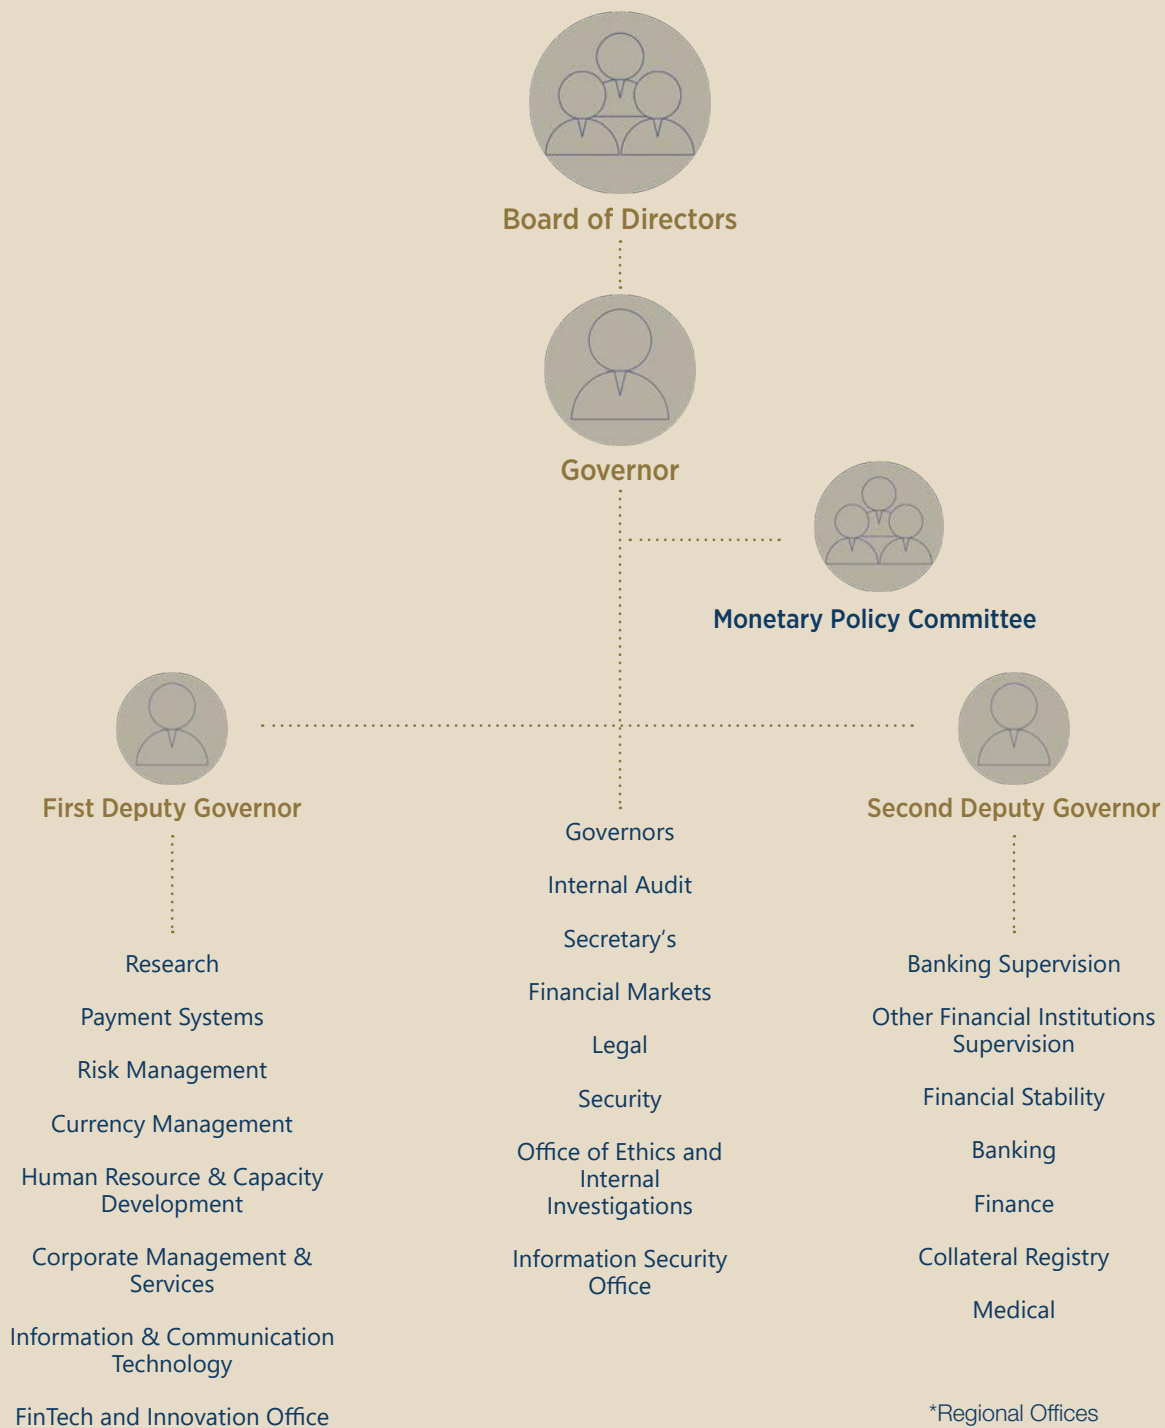 Board of Directors
Governor
Monetary Policy Committee
First Deputy Governor
Research
Payment Systems
Risk Management
Currency Management
Human Resource & Capacity
Development
Corporate Management &
Services
Information & Communication
Technology
FinTech and Innovation Office
Governors
Internal Audit
Secretary’s
Financial Markets
Legal
Security
Office of Ethics and
Internal
Investigations
Information Security
Office
Second Deputy Governor
Banking Supervision
Other Financial Institutions
Supervision
Financial Stability
Banking
Finance
Collateral Registry
Medical
*Regional Offices